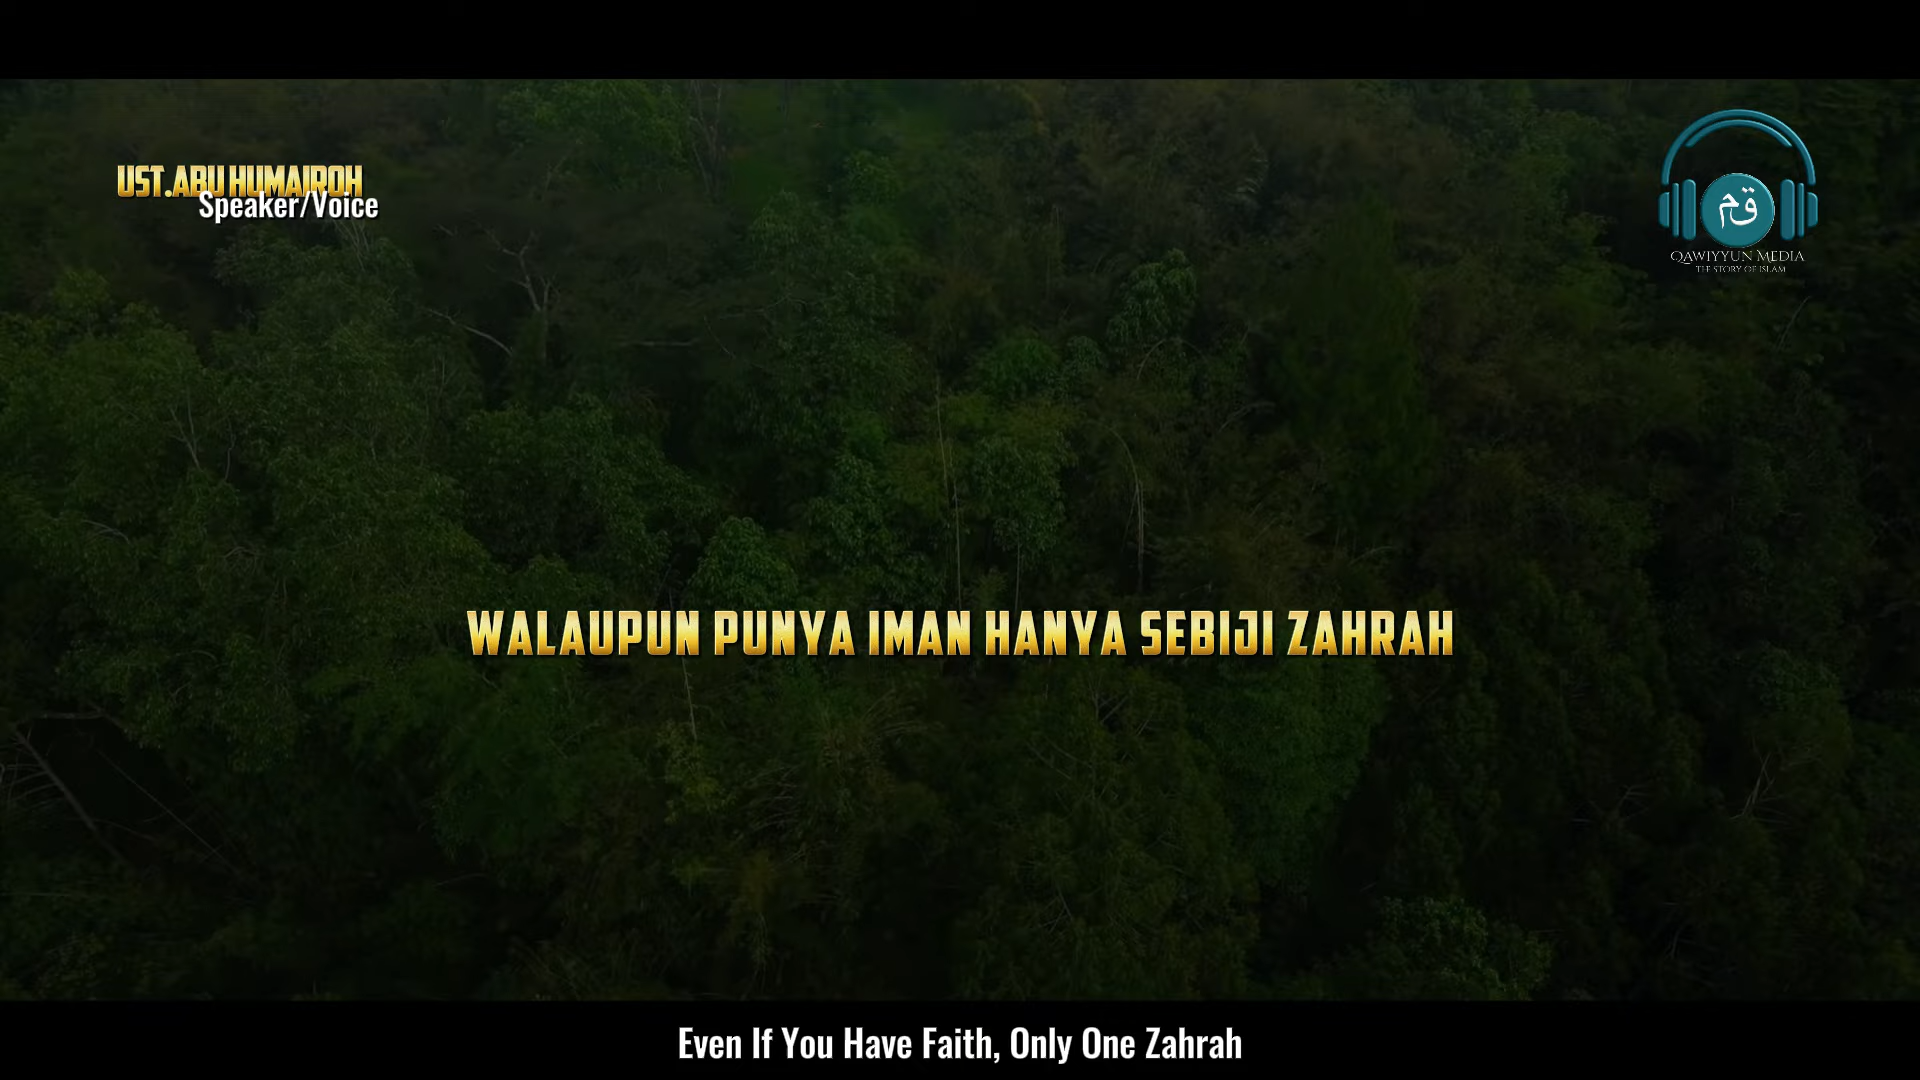 UST.ABU HUMAIROH
Speaker/Voice
قم
QAWIYYUN MEDIA
THE STORY OF ISLAM
WALAUPUN PUNYA IMAN HANYA SEBIJI ZAHRAH
Even If You Have Faith, Only One Zahrah